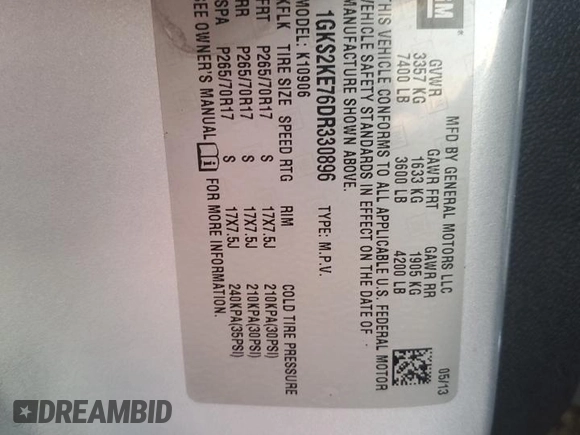 GM
MFD BY GENERAL MOTORS LLC 05/13
GVWR GAWR FRT GAWR RR
3357 KG 1633 KG 1905 KG
7400 LB 3600 LB 4200 LB
THIS VEHICLE CONFORMS TO ALL APPLICABLE U.S. FEDERAL MOTOR
VEHICLE SAFETY STANDARDS IN EFFECT ON THE DATE OF
MANUFACTURE SHOWN ABOVE.
1GKS2KE76DR330896 TYPE: M.P.V.
XFLK MODEL: K10906
TIRE SIZE SPEED RTG RIM COLD TIRE PRESSURE
FRT P265/70R17 S 17X7.5J 210KPA(30PSI)
RR P265/70R17 S 17X7.5J 210KPA(30PSI)
SPA P265/70R17 S 17X7.5J 240KPA(35PSI)
SEE OWNER'S MANUAL FOR MORE INFORMATION.
DREAMBID